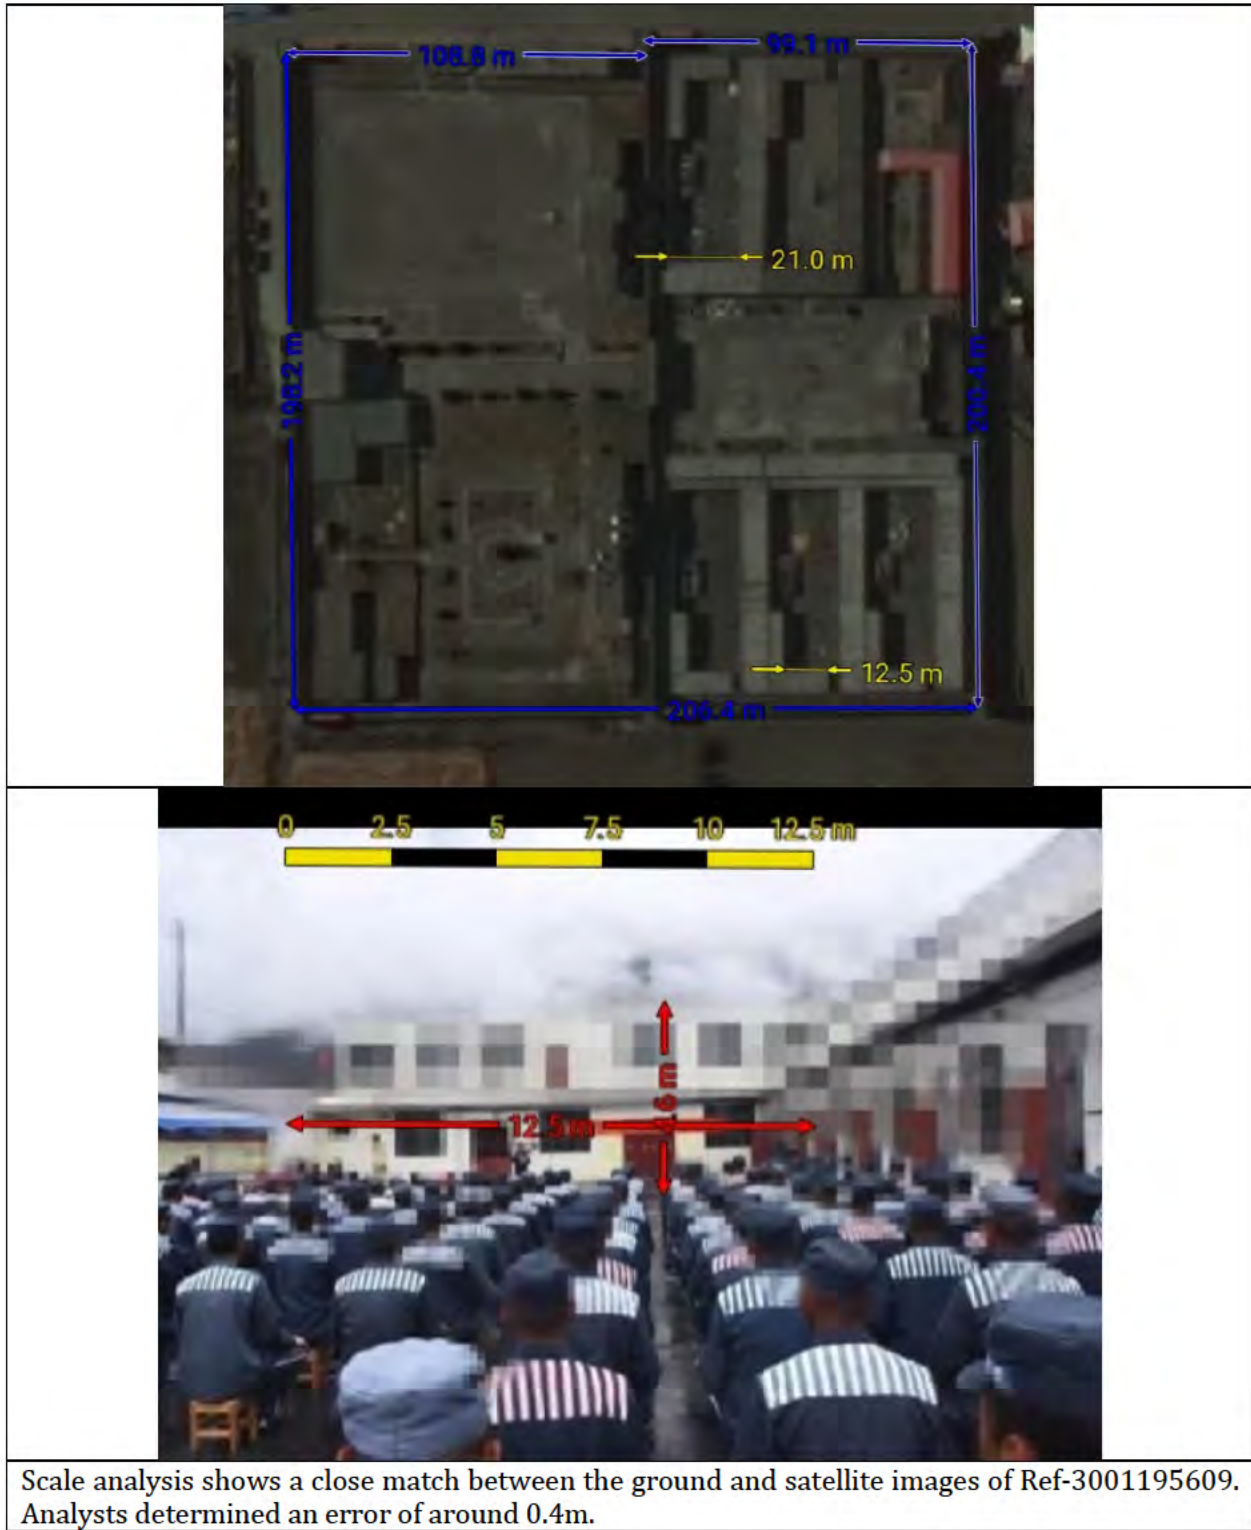 108.8 m
99.1 m
21.0 m
198.2 m
200.4 m
12.5 m
206.4 m
0 2.5 5 7.5 10 12.5 m
12.5 m
Scale analysis shows a close match between the ground and satellite images of Ref-3001195609.
Analysts determined an error of around 0.4m.